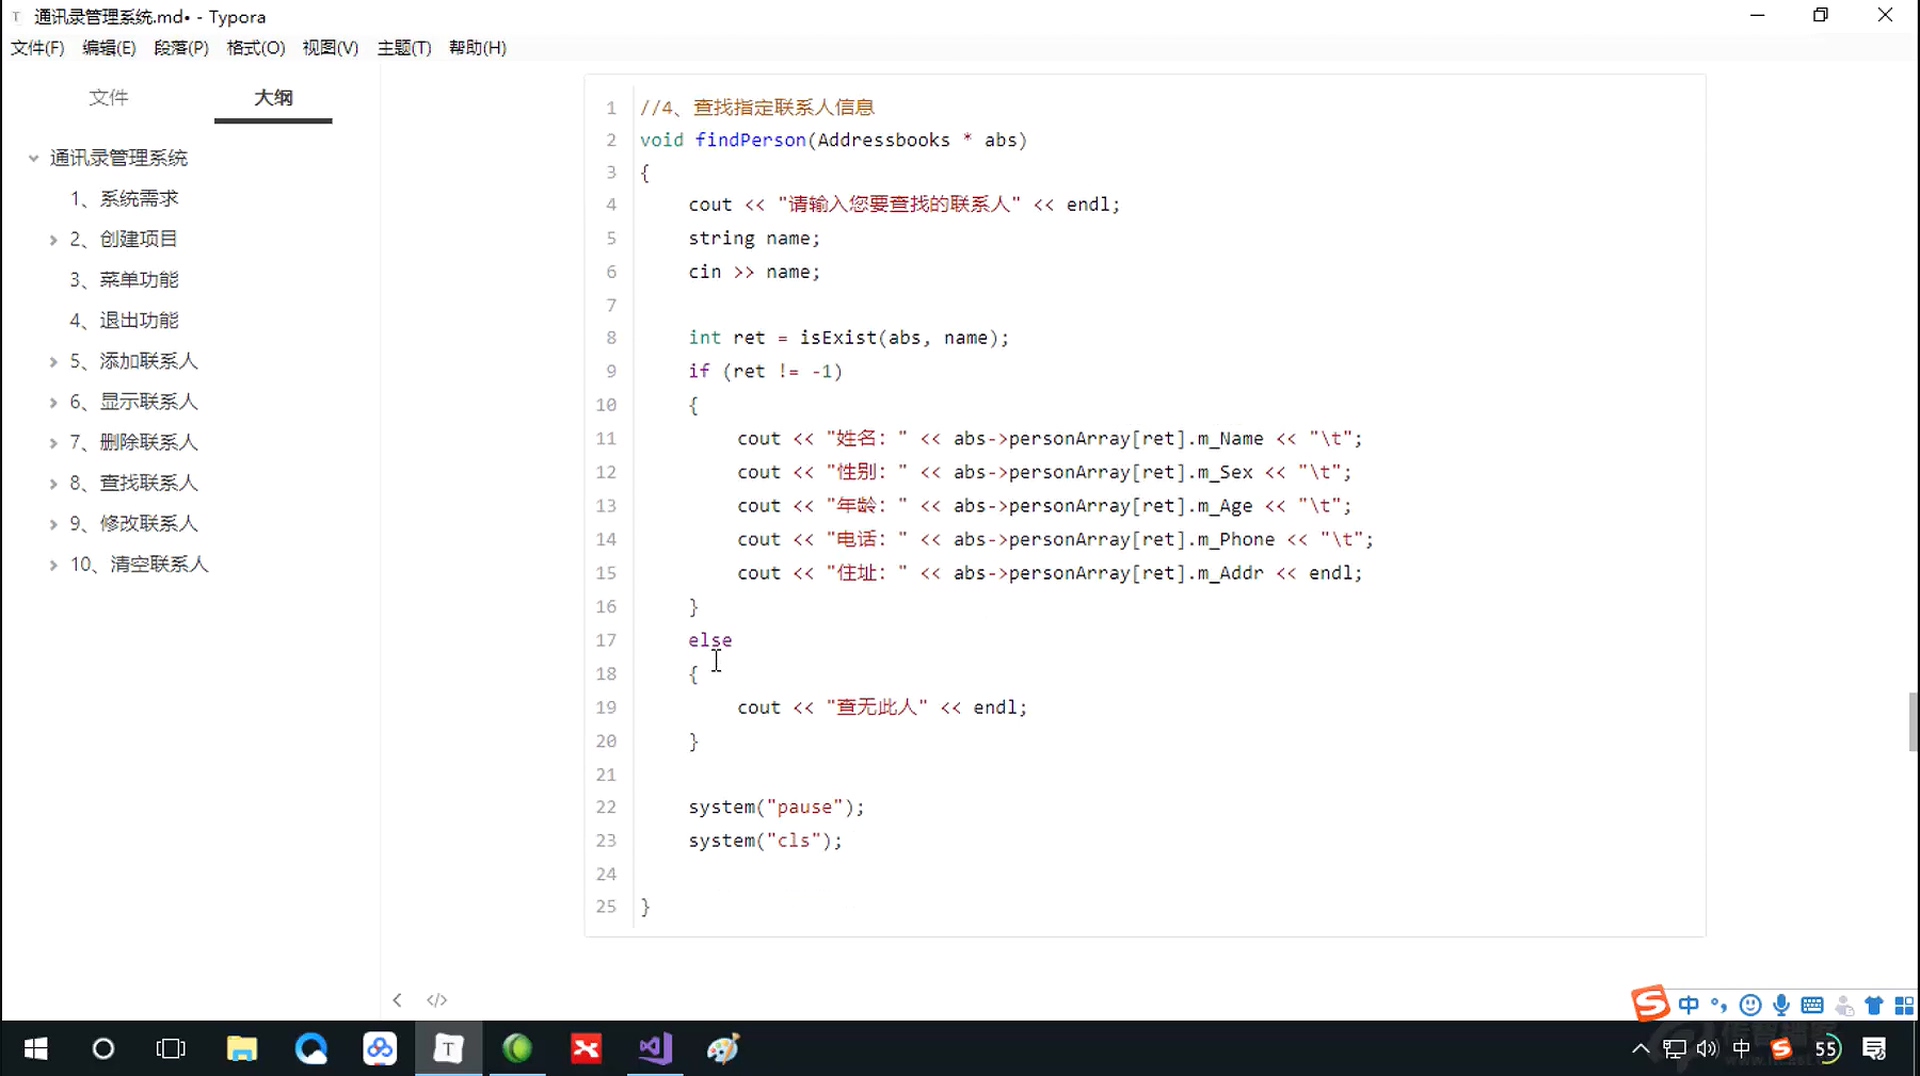 通讯录管理系统.md• - Typora
文件(F) 编辑(E) 段落(P) 格式(O) 视图(V) 主题(T) 帮助(H)
文件 大纲
通讯录管理系统
1、系统需求
2、创建项目
3、菜单功能
4、退出功能
5、添加联系人
6、显示联系人
7、删除联系人
8、查找联系人
9、修改联系人
10、清空联系人
1 //4、查找指定联系人信息
2 void findPerson(Addressbooks * abs)
3 {
4 cout << "请输入您要查找的联系人" << endl;
5 string name;
6 cin >> name;
7
8 int ret = isExist(abs, name);
9 if (ret != -1)
10 {
11 cout << "姓名：" << abs->personArray[ret].m_Name << "\t";
12 cout << "性别：" << abs->personArray[ret].m_Sex << "\t";
13 cout << "年龄：" << abs->personArray[ret].m_Age << "\t";
14 cout << "电话：" << abs->personArray[ret].m_Phone << "\t";
15 cout << "住址：" << abs->personArray[ret].m_Addr << endl;
16 }
17 else
18 {
19 cout << "查无此人" << endl;
20 }
21
22 system("pause");
23 system("cls");
24
25 }
</>
中
T
中 55